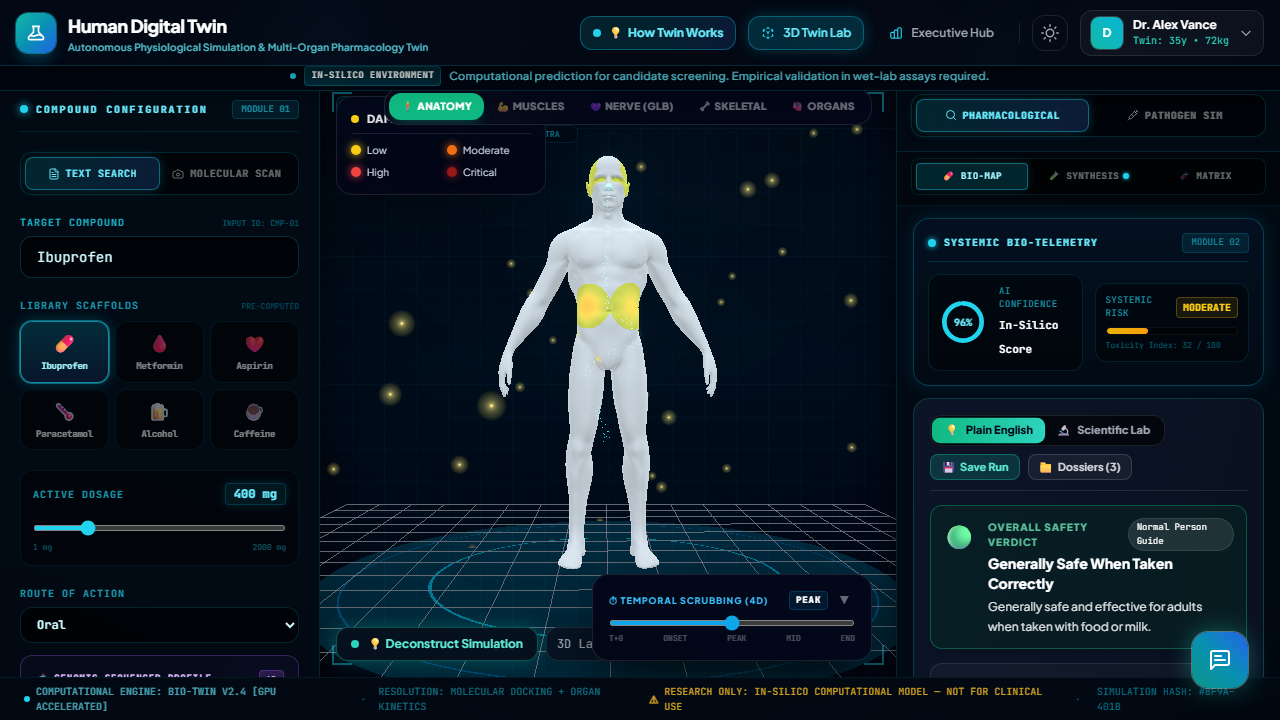 Human Digital Twin
Autonomous Physiological Simulation & Multi-Organ Pharmacology Twin
How Twin Works
3D Twin Lab
Executive Hub
D
Dr. Alex Vance
Twin: 35y • 72kg
IN-SILICO ENVIRONMENT
Computational prediction for candidate screening. Empirical validation in wet-lab assays required.
COMPOUND CONFIGURATION
MODULE 01
TEXT SEARCH
MOLECULAR SCAN
TARGET COMPOUND
INPUT ID: CMP-01
Ibuprofen
LIBRARY SCAFFOLDS
PRE-COMPUTED
Ibuprofen
Metformin
Aspirin
Paracetamol
Alcohol
Caffeine
ACTIVE DOSAGE
400 mg
1 mg
2000 mg
ROUTE OF ACTION
Oral
GENOMIC SEQUENCED PROFILE
ANATOMY
MUSCLES
NERVE (GLB)
SKELETAL
ORGANS
Low
Moderate
High
Critical
Deconstruct Simulation
3D La
TEMPORAL SCRUBBING (4D)
PEAK
T+0
ONSET
PEAK
MID
END
PHARMACOLOGICAL
PATHOGEN SIM
BIO-MAP
SYNTHESIS
MATRIX
SYSTEMIC BIO-TELEMETRY
MODULE 02
96%
AI
CONFIDENCE
In-Silico
Score
SYSTEMIC
RISK
MODERATE
Toxicity Index: 32 / 100
Plain English
Scientific Lab
Save Run
Dossiers (3)
OVERALL SAFETY
VERDICT
Normal Person
Guide
Generally Safe When Taken
Correctly
Generally safe and effective for adults
when taken with food or milk.
COMPUTATIONAL ENGINE: BIO-TWIN V2.4 [GPU
ACCELERATED]
RESOLUTION: MOLECULAR DOCKING + ORGAN
KINETICS
RESEARCH ONLY: IN-SILICO COMPUTATIONAL MODEL — NOT FOR CLINICAL
USE
SIMULATION HASH: #8F9A-
401B